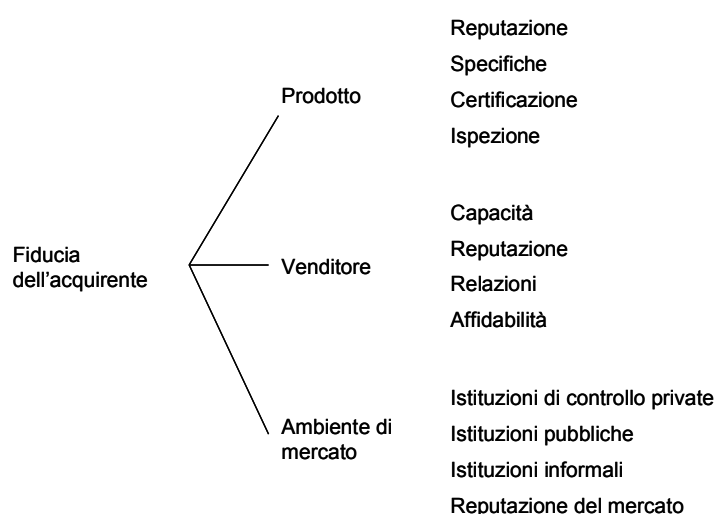 Reputazione
Specifiche
Prodotto
Certificazione
Ispezione
Capacità
Reputazione
Fiducia
dell'acquirente
Venditore
Relazioni
Affidabilità
Istituzioni di controllo private
Ambiente di
mercato
Istituzioni pubbliche
Istituzioni informali
Reputazione del mercato